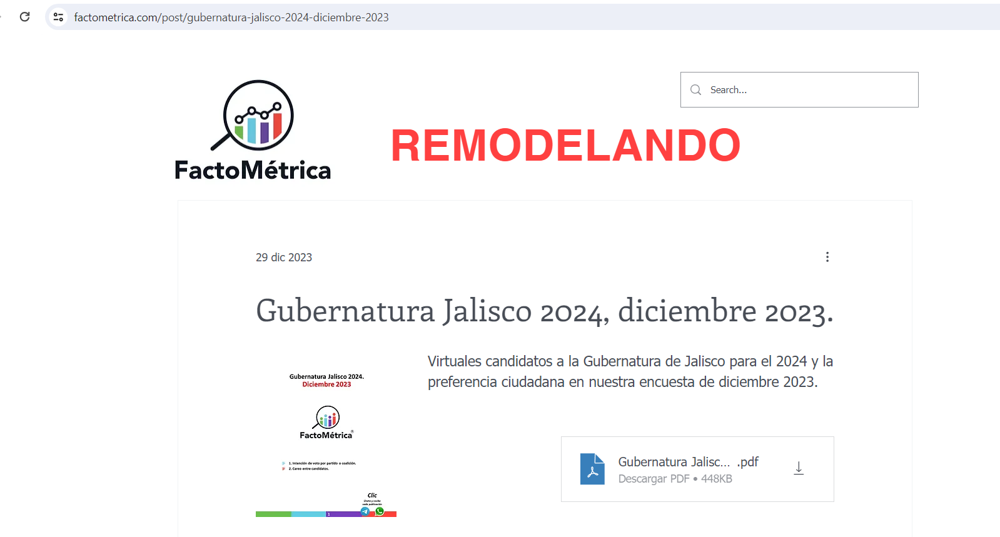 factometrica.com/post/gubernatura-jalisco-2024-diciembre-2023
Search...
FactoMétrica
REMODELANDO
29 dic 2023
Gubernatura Jalisco 2024, diciembre 2023.
Virtuales candidatos a la Gubernatura de Jalisco para el 2024 y la
preferencia ciudadana en nuestra encuesta de diciembre 2023.
Gubernatura Jalisco 2024.
Diciembre 2023
FactoMétrica®
1. Intención de voto por partido o coalición.
2. Careo entre candidatos.
Clic
Únete y recibe
cada publicación
1
Gubernatura Jalisc... .pdf
Descargar PDF • 448KB